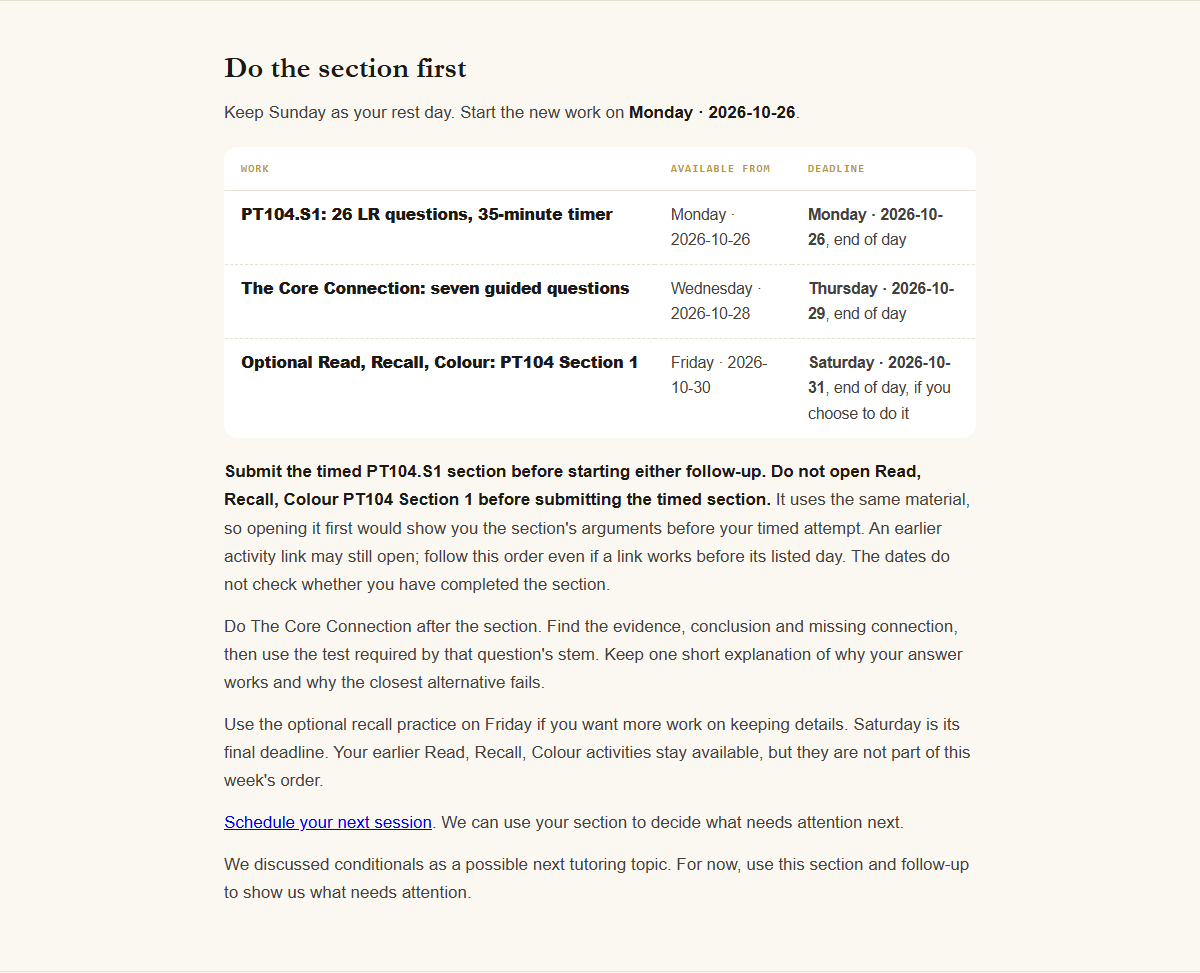 Do the section first
Keep Sunday as your rest day. Start the new work on Monday · 2026-10-26.
WORK AVAILABLE FROM DEADLINE
PT104.S1: 26 LR questions, 35-minute timer
Monday ·
2026-10-26
Monday · 2026-10-
26, end of day
The Core Connection: seven guided questions
Wednesday ·
2026-10-28
Thursday · 2026-10-
29, end of day
Optional Read, Recall, Colour: PT104 Section 1
Friday · 2026-
10-30
Saturday · 2026-10-
31, end of day, if you
choose to do it
Submit the timed PT104.S1 section before starting either follow-up. Do not open Read,
Recall, Colour PT104 Section 1 before submitting the timed section. It uses the same material,
so opening it first would show you the section's arguments before your timed attempt. An earlier
activity link may still open; follow this order even if a link works before its listed day. The dates do
not check whether you have completed the section.
Do The Core Connection after the section. Find the evidence, conclusion and missing connection,
then use the test required by that question's stem. Keep one short explanation of why your answer
works and why the closest alternative fails.
Use the optional recall practice on Friday if you want more work on keeping details. Saturday is its
final deadline. Your earlier Read, Recall, Colour activities stay available, but they are not part of this
week's order.
Schedule your next session. We can use your section to decide what needs attention next.
We discussed conditionals as a possible next tutoring topic. For now, use this section and follow-up
to show us what needs attention.